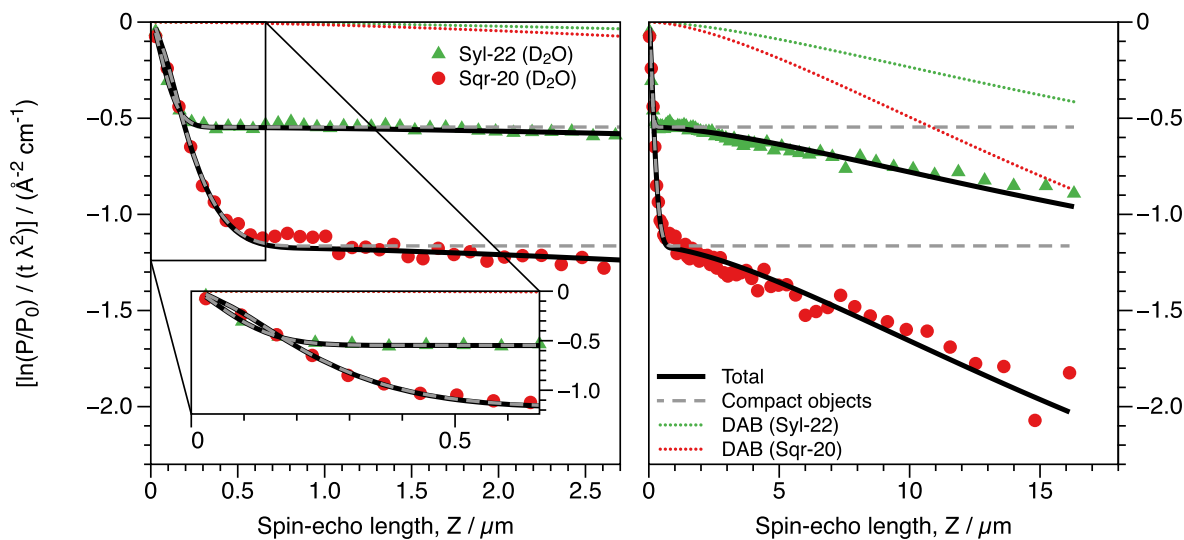 [ln(P/P₀) / (t λ²)] / (Å⁻² cm⁻¹)
0
−0.5
−1.0
−1.5
−2.0
Syl-22 (D₂O)
Sqr-20 (D₂O)
0
−0.5
−1.0
0
0.5
0
0.5
1.0
1.5
2.0
2.5
Spin-echo length, Z / μm
Total
Compact objects
DAB (Syl-22)
DAB (Sqr-20)
0
−0.5
−1.0
−1.5
−2.0
0
5
10
15
Spin-echo length, Z / μm